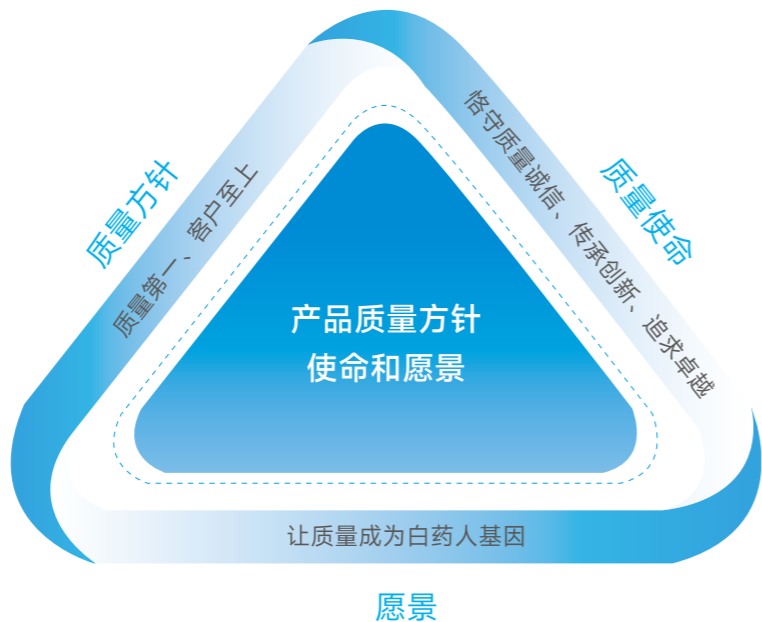 质量方针
质量第一、客户至上
质量使命
恪守质量诚信、传承创新、追求卓越
产品质量方针
使命和愿景
让质量成为白药人基因
愿景